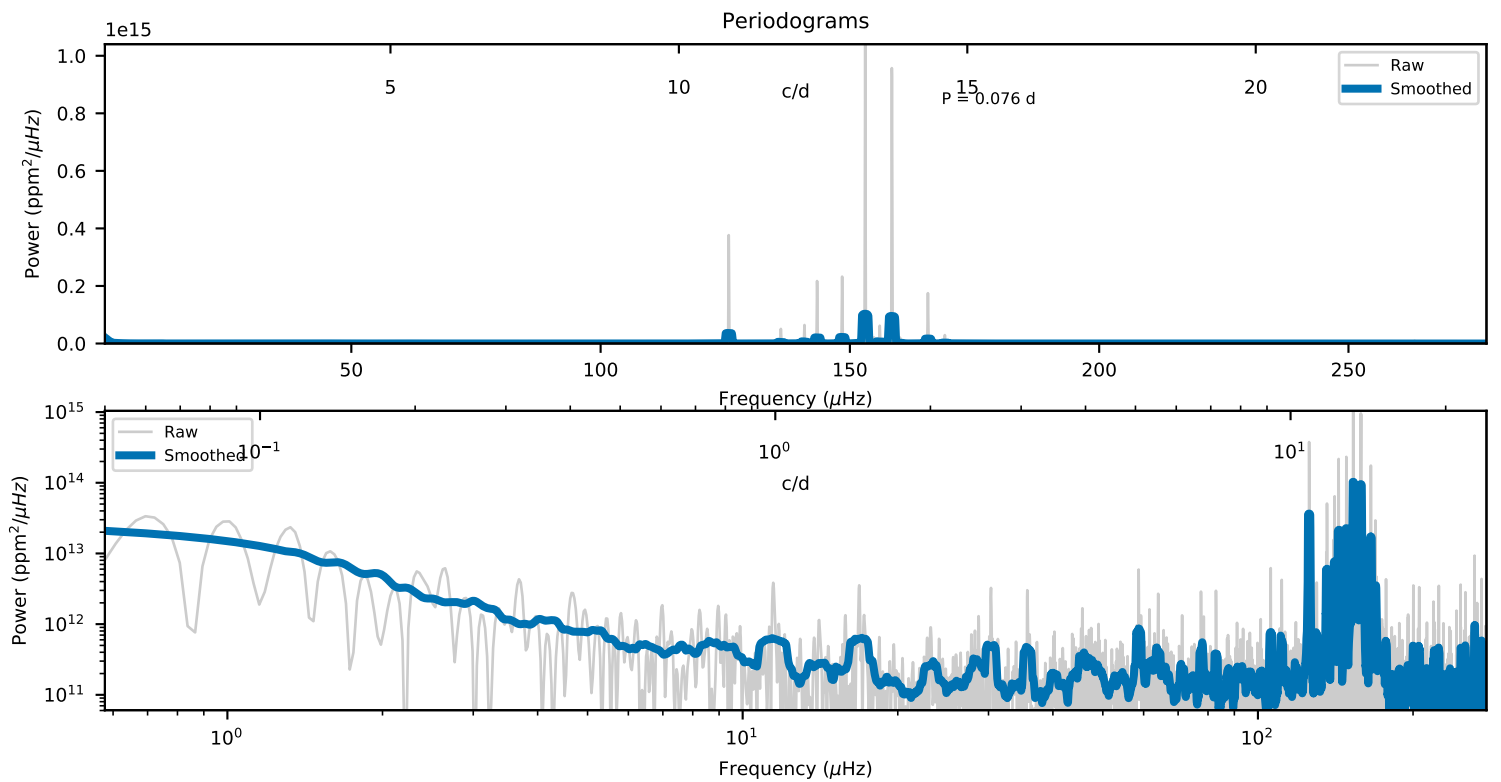 Periodograms
1e15
5 10 15 20
c/d
P = 0.076 d
Raw
Smoothed
Power (ppm²/μHz)
1.0
0.8
0.6
0.4
0.2
0.0
50 100 150 200 250
Frequency (μHz)
Raw
Smoothed
10⁻¹ 10⁰ 10¹
c/d
Power (ppm²/μHz)
10¹⁵
10¹⁴
10¹³
10¹²
10¹¹
10⁰ 10¹ 10²
Frequency (μHz)